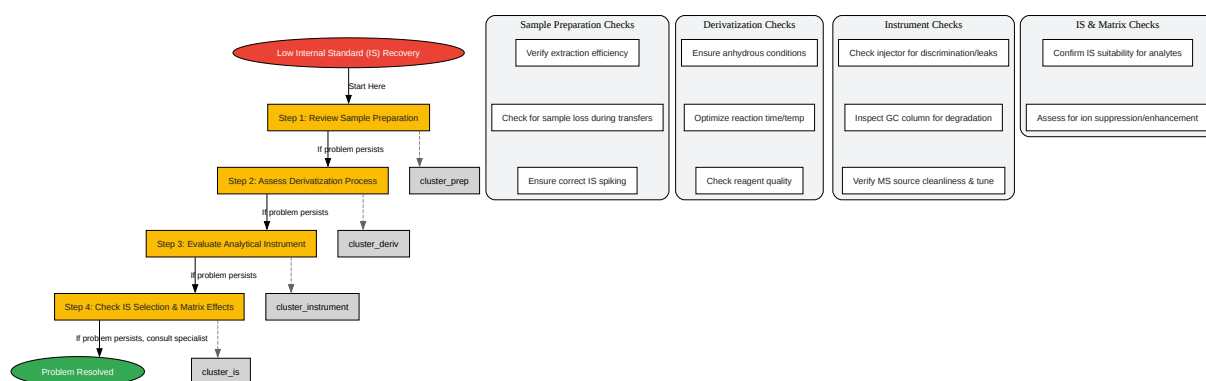 Low Internal Standard (IS) Recovery
Start Here
Step 1: Review Sample Preparation
If problem persists
Step 2: Assess Derivatization Process
cluster_prep
If problem persists
Step 3: Evaluate Analytical Instrument
cluster_deriv
If problem persists
Step 4: Check IS Selection & Matrix Effects
cluster_instrument
If problem persists, consult specialist
Problem Resolved
cluster_is
Sample Preparation Checks
Verify extraction efficiency
Check for sample loss during transfers
Ensure correct IS spiking
Derivatization Checks
Ensure anhydrous conditions
Optimize reaction time/temp
Check reagent quality
Instrument Checks
Check injector for discrimination/leaks
Inspect GC column for degradation
Verify MS source cleanliness & tune
IS & Matrix Checks
Confirm IS suitability for analytes
Assess for ion suppression/enhancement